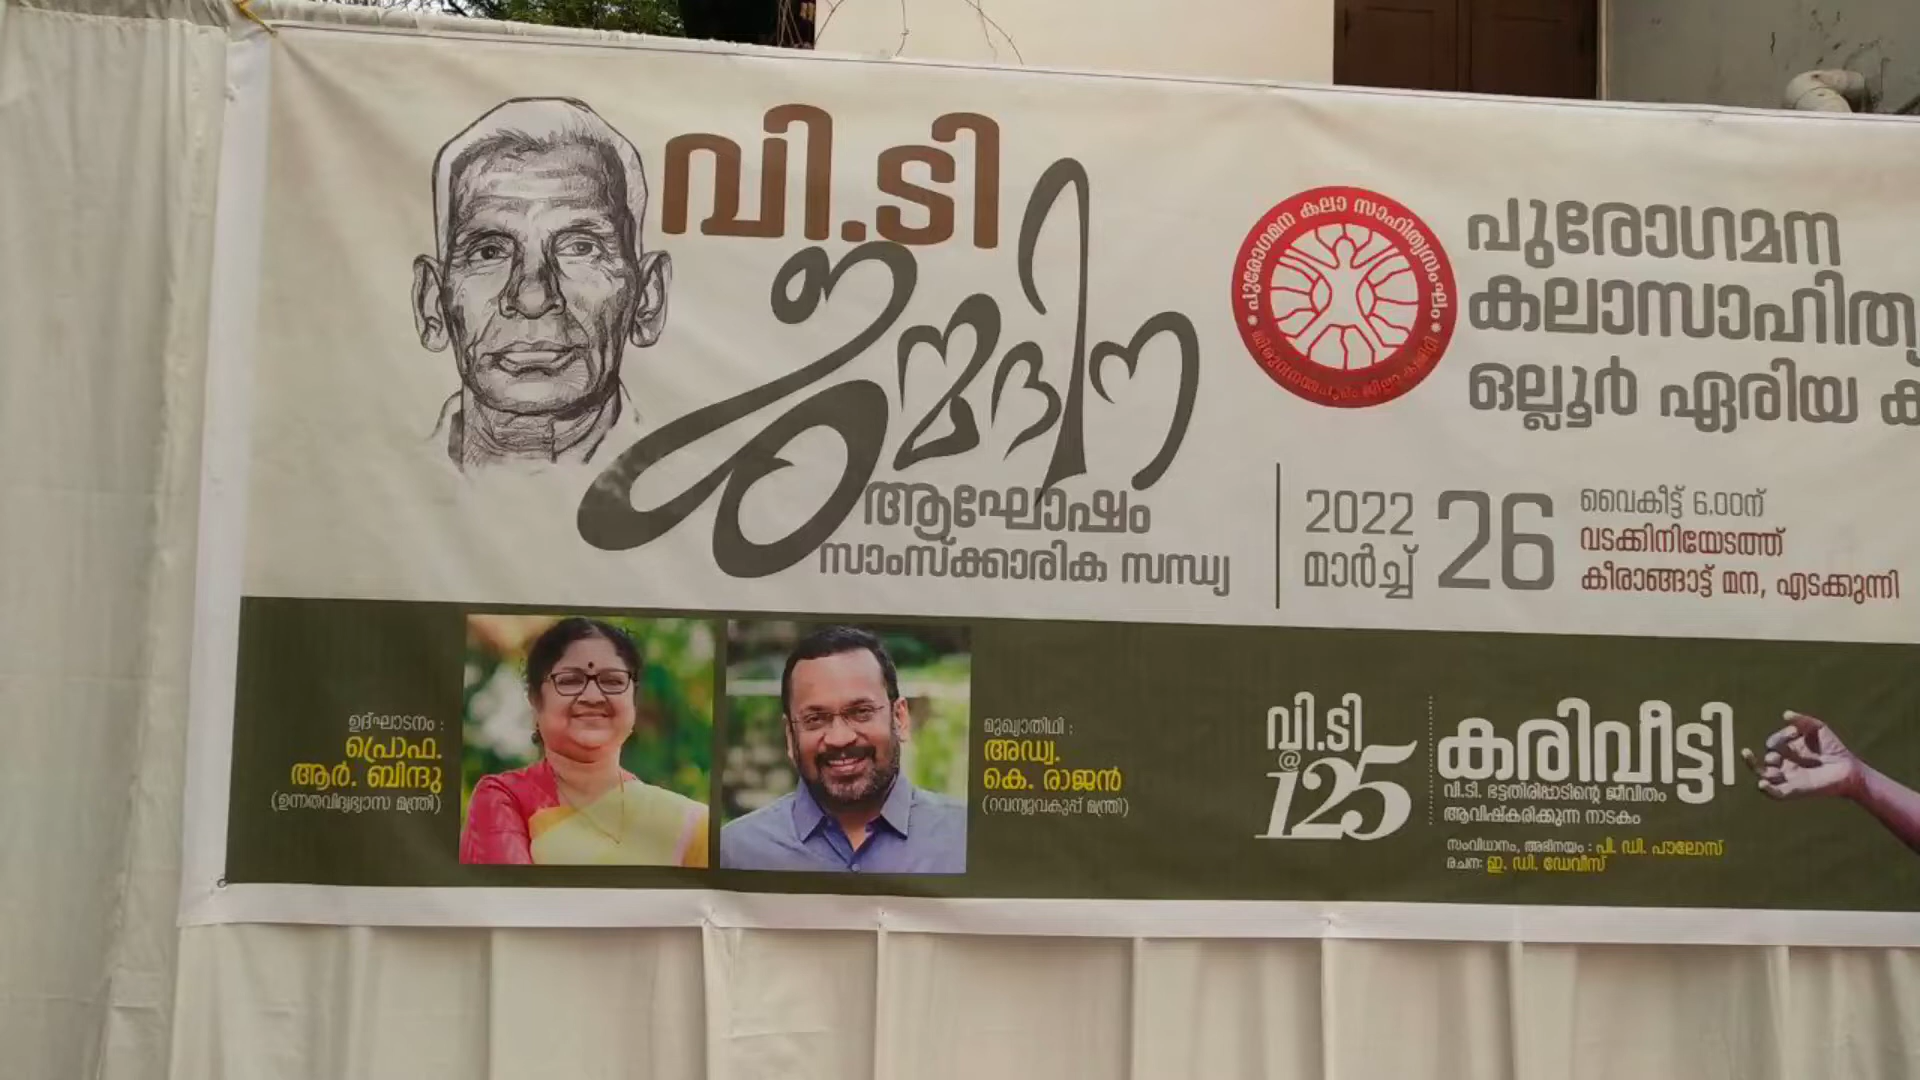 വി.ടി
ജന്മദിന
ആഘോഷം
സാംസ്ക്കാരിക സന്ധ്യ
പുരോഗമന കലാ സാഹിത്യസംഘം
പുരോഗമന
കലാസാഹിത്യ
ഒല്ലൂർ ഏരിയ
2022
മാർച്ച് 26
വൈകീട്ട് 6.00ന്
വടക്കിനിയേടത്ത്
കീരാങ്ങാട്ട് മന, എടക്കുന്നി
ഉദ്ഘാടനം :
പ്രൊഫ.
ആർ. ബിന്ദു
(ഉന്നതവിദ്യഭ്യാസ മന്ത്രി)
മുഖ്യാതിഥി :
അഡ്വ.
കെ. രാജൻ
(റവന്യൂവകുപ്പ് മന്ത്രി)
വി.ടി
@
125
കരിവീട്ടി
വി.ടി. ഭട്ടതിരിപ്പാടിന്റെ ജീവിതം
ആവിഷ്കരിക്കുന്ന നാടകം
സംവിധാനം, അഭിനയം : പി. ഡി. പൗലോസ്
രചന: ഇ. ഡി. ഡേവീസ്